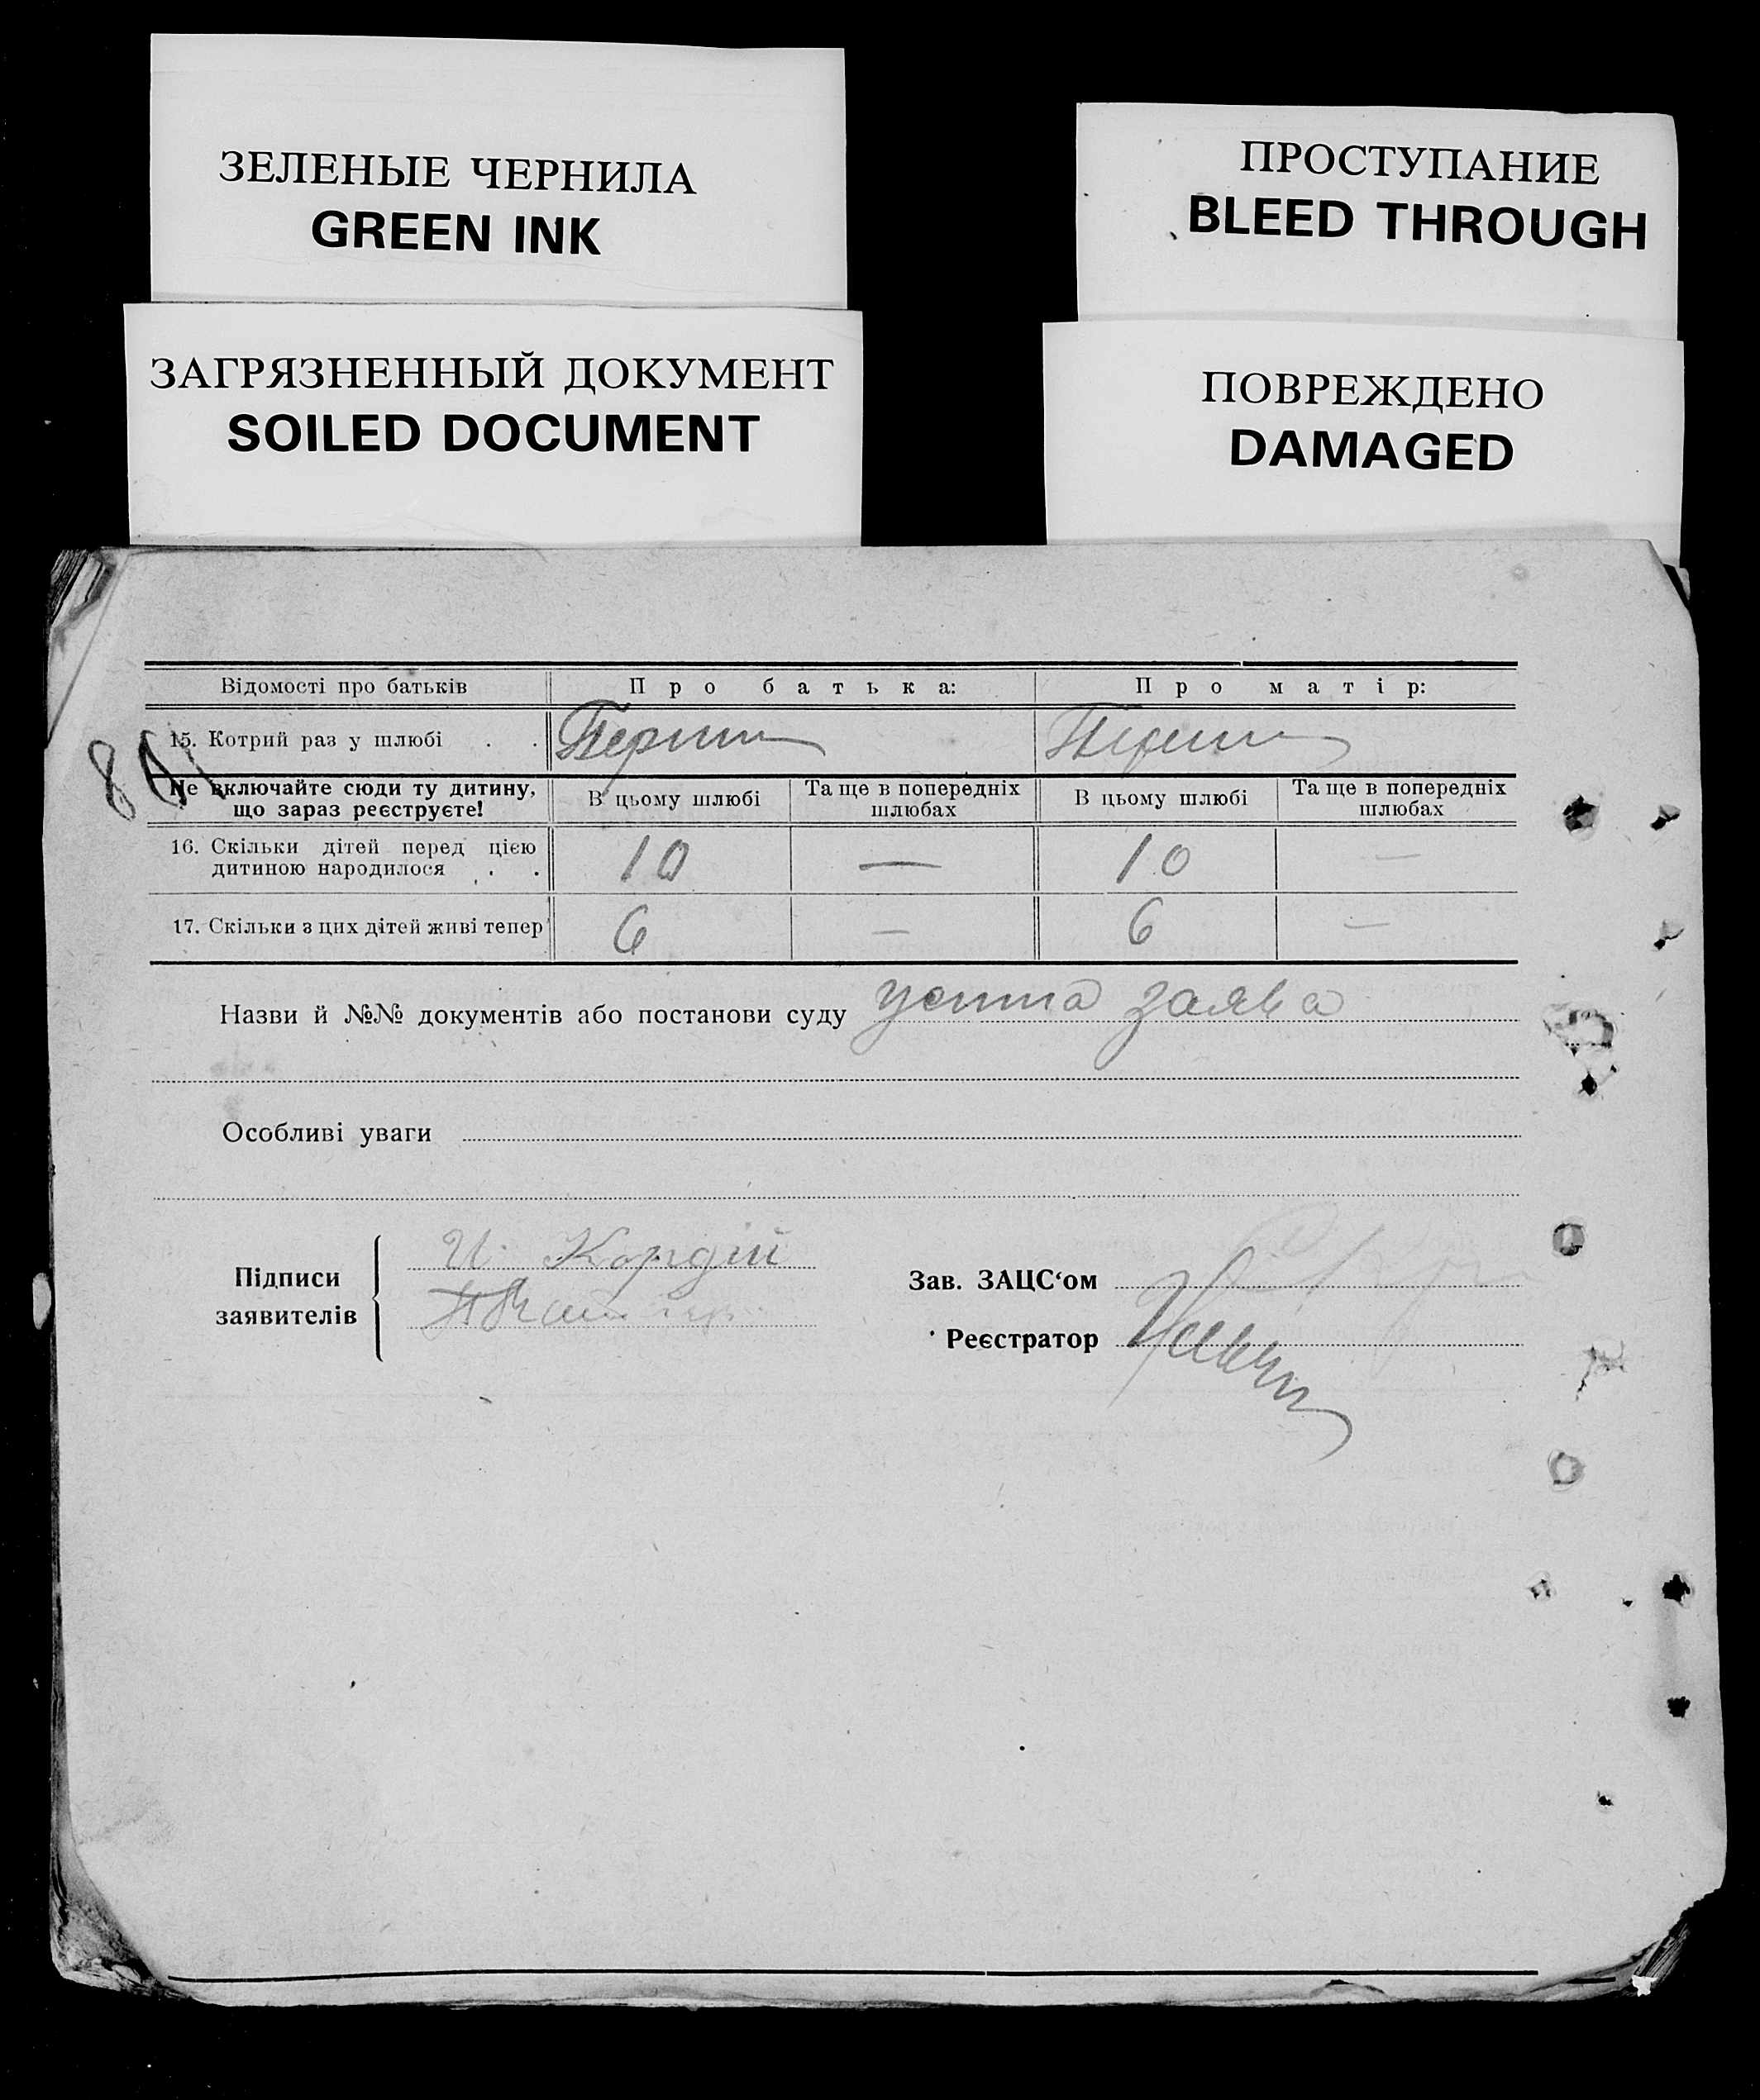 ЗЕЛЕНЫЕ ЧЕРНИЛА
GREEN INK
ПРОСТУПАНИЕ
BLEED THROUGH
ЗАГРЯЗНЕННЫЙ ДОКУМЕНТ
SOILED DOCUMENT
ПОВРЕЖДЕНО
DAMAGED
Відомості про батьків Про батька: Про матір:
15. Котрий раз у шлюбі . .
Не включайте сюди ту дитину, що зараз реєструєте! В цьому шлюбі Та ще в попередніх шлюбах В цьому шлюбі Та ще в попередніх шлюбах
16. Скільки дітей перед цією
дитиною народилося . . 10 — 10 —
17. Скільки з цих дітей живі тепер 6 — 6 —
Назви й №№ документів або постанови суду устна заява
Особливі уваги
Підписи
заявителів
И. Кордій
Зав. ЗАЦС‘ом
Реєстратор